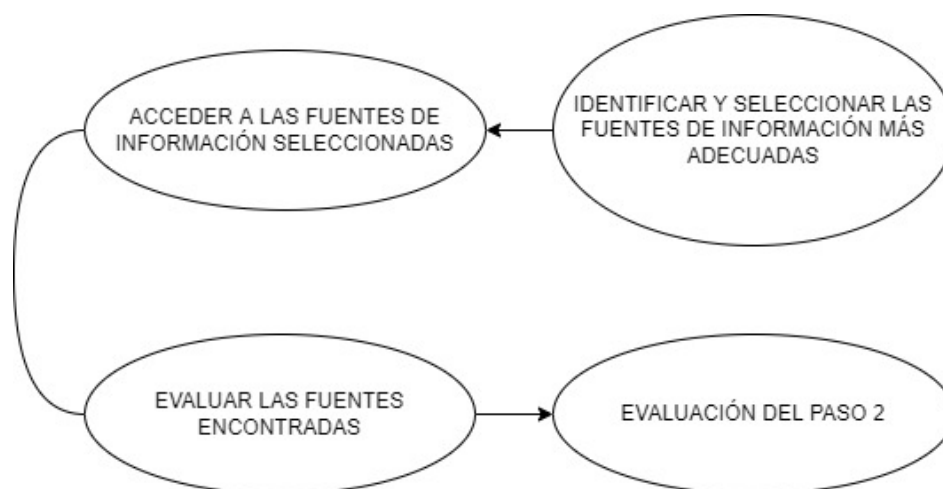 ACCEDER A LAS FUENTES DE
INFORMACIÓN SELECCIONADAS
IDENTIFICAR Y SELECCIONAR LAS
FUENTES DE INFORMACIÓN MÁS
ADECUADAS
EVALUAR LAS FUENTES
ENCONTRADAS
EVALUACIÓN DEL PASO 2